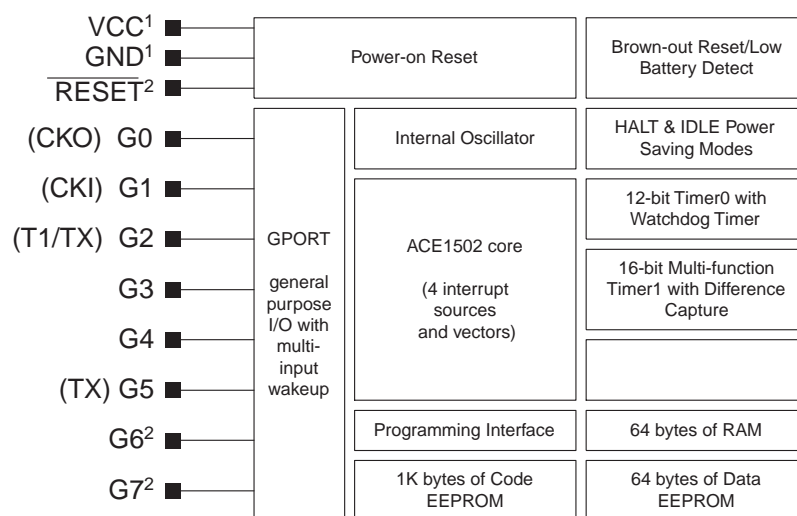 VCC¹
GND¹
RESET²
(CKO) G0
(CKI) G1
(T1/TX) G2
G3
G4
(TX) G5
G6²
G7²
Power-on Reset
Brown-out Reset/Low
Battery Detect
GPORT
general
purpose
I/O with
multi-
input
wakeup
Internal Oscillator
HALT & IDLE Power
Saving Modes
ACE1502 core
(4 interrupt
sources
and vectors)
12-bit Timer0 with
Watchdog Timer
16-bit Multi-function
Timer1 with Difference
Capture
Programming Interface
64 bytes of RAM
1K bytes of Code
EEPROM
64 bytes of Data
EEPROM